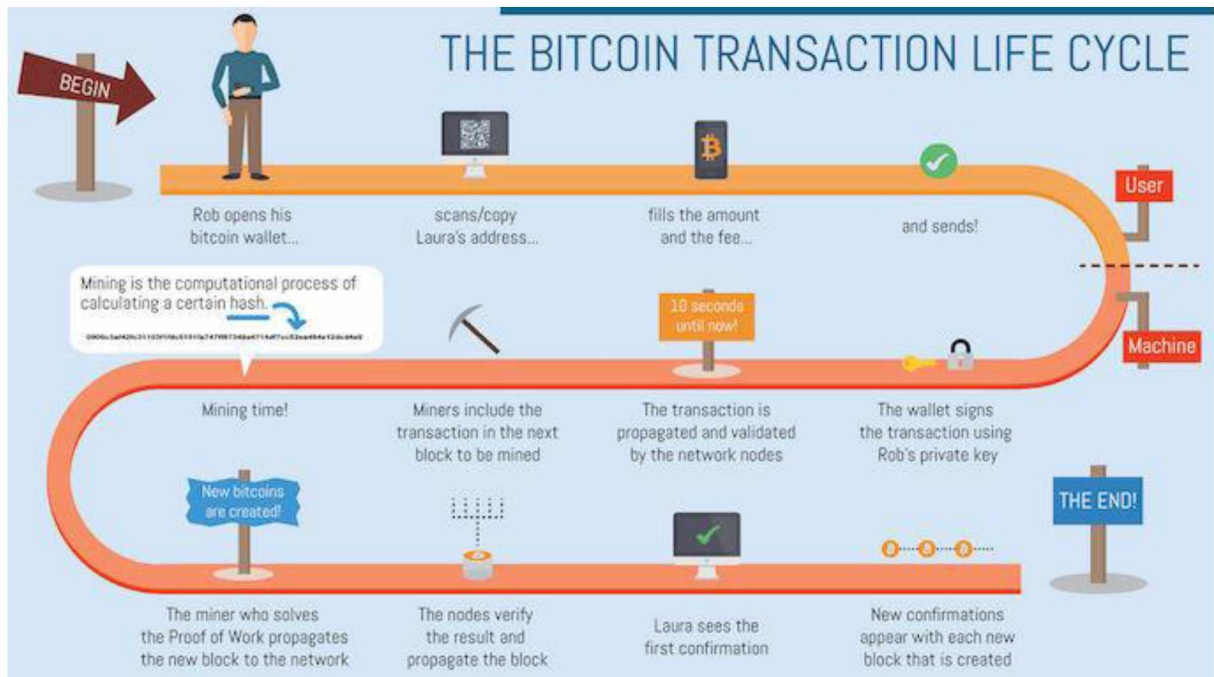 THE BITCOIN TRANSACTION LIFE CYCLE
BEGIN
Rob opens his
bitcoin wallet...
scans/copy
Laura's address...
fills the amount
and the fee...
and sends!
User
Machine
The wallet signs
the transaction using
Rob's private key
10 seconds
until now!
The transaction is
propagated and validated
by the network nodes
Miners include the
transaction in the next
block to be mined
Mining is the computational process of
calculating a certain hash.
Mining time!
New bitcoins
are created!
The miner who solves
the Proof of Work propagates
the new block to the network
The nodes verify
the result and
propagate the block
Laura sees the
first confirmation
New confirmations
appear with each new
block that is created
THE END!